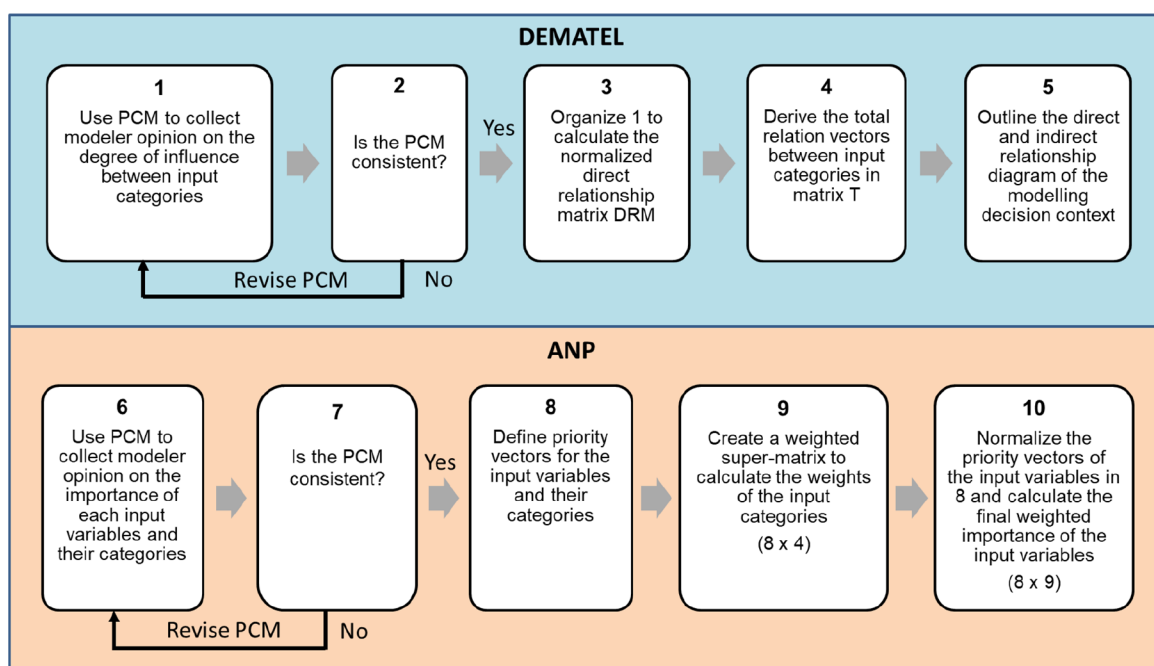 DEMATEL
1
Use PCM to collect
modeler opinion on the
degree of influence
between input
categories
2
Is the PCM
consistent?
Yes
3
Organize 1 to
calculate the
normalized
direct
relationship
matrix DRM
4
Derive the total
relation vectors
between input
categories in
matrix T
5
Outline the direct
and indirect
relationship
diagram of the
modelling
decision context
Revise PCM
No
ANP
6
Use PCM to
collect modeler
opinion on the
importance of
each input
variables and
their categories
7
Is the PCM
consistent?
Yes
8
Define priority
vectors for the
input variables
and their
categories
9
Create a weighted
super-matrix to
calculate the weights
of the input
categories
(8 x 4)
10
Normalize the
priority vectors of
the input variables in
8 and calculate the
final weighted
importance of the
input variables
(8 x 9)
Revise PCM
No